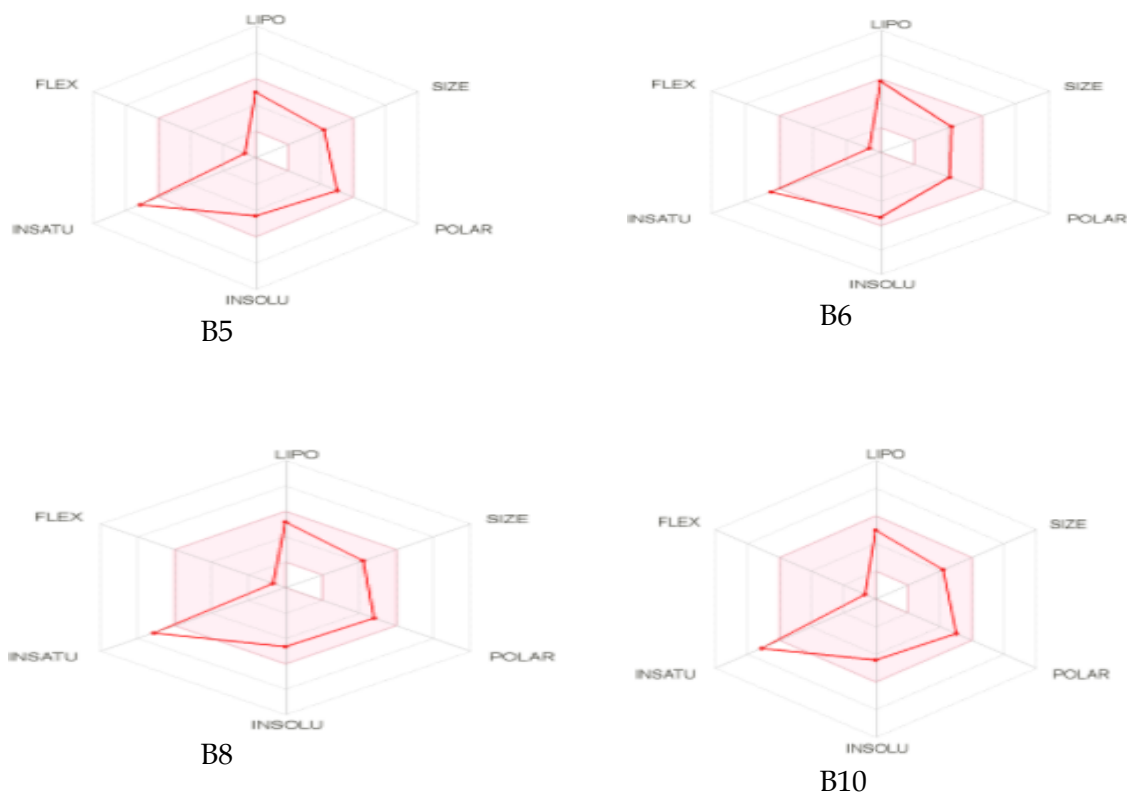 LIPO
FLEX
SIZE
INSATU
POLAR
INSOLU
B5
LIPO
FLEX
SIZE
INSATU
POLAR
INSOLU
B6
LIPO
FLEX
SIZE
INSATU
POLAR
INSOLU
B8
LIPO
FLEX
SIZE
INSATU
POLAR
INSOLU
B10